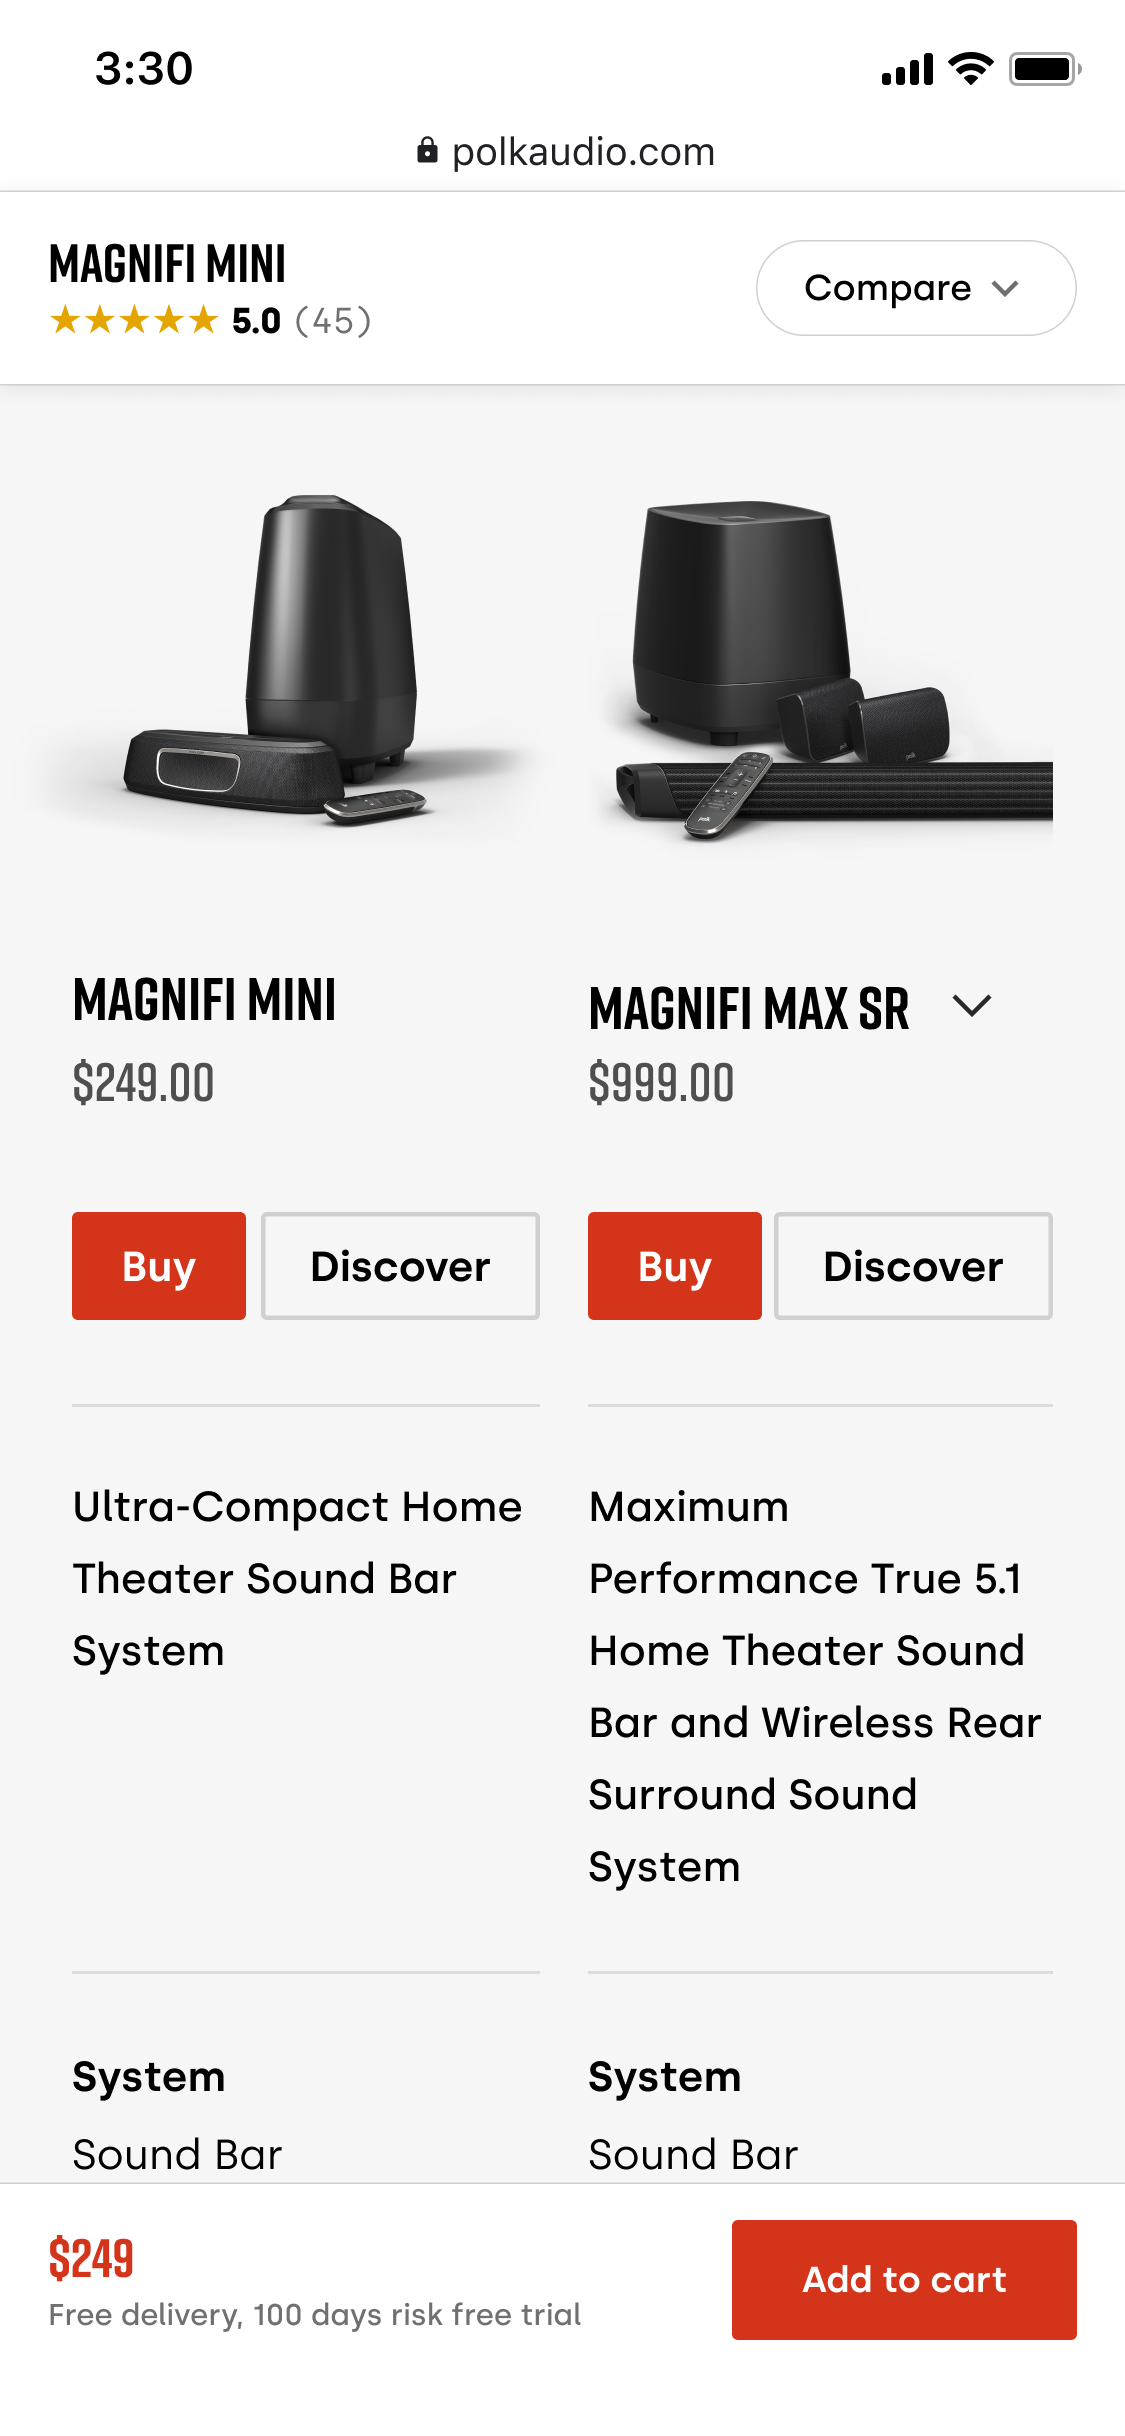 3:30
polkaudio.com
MAGNIFI MINI
5.0 (45)
Compare
MAGNIFI MINI
$249.00
Buy
Discover
MAGNIFI MAX SR
$999.00
Buy
Discover
Ultra-Compact Home
Theater Sound Bar
System
Maximum
Performance True 5.1
Home Theater Sound
Bar and Wireless Rear
Surround Sound
System
System
Sound Bar
System
Sound Bar
$249
Free delivery, 100 days risk free trial
Add to cart